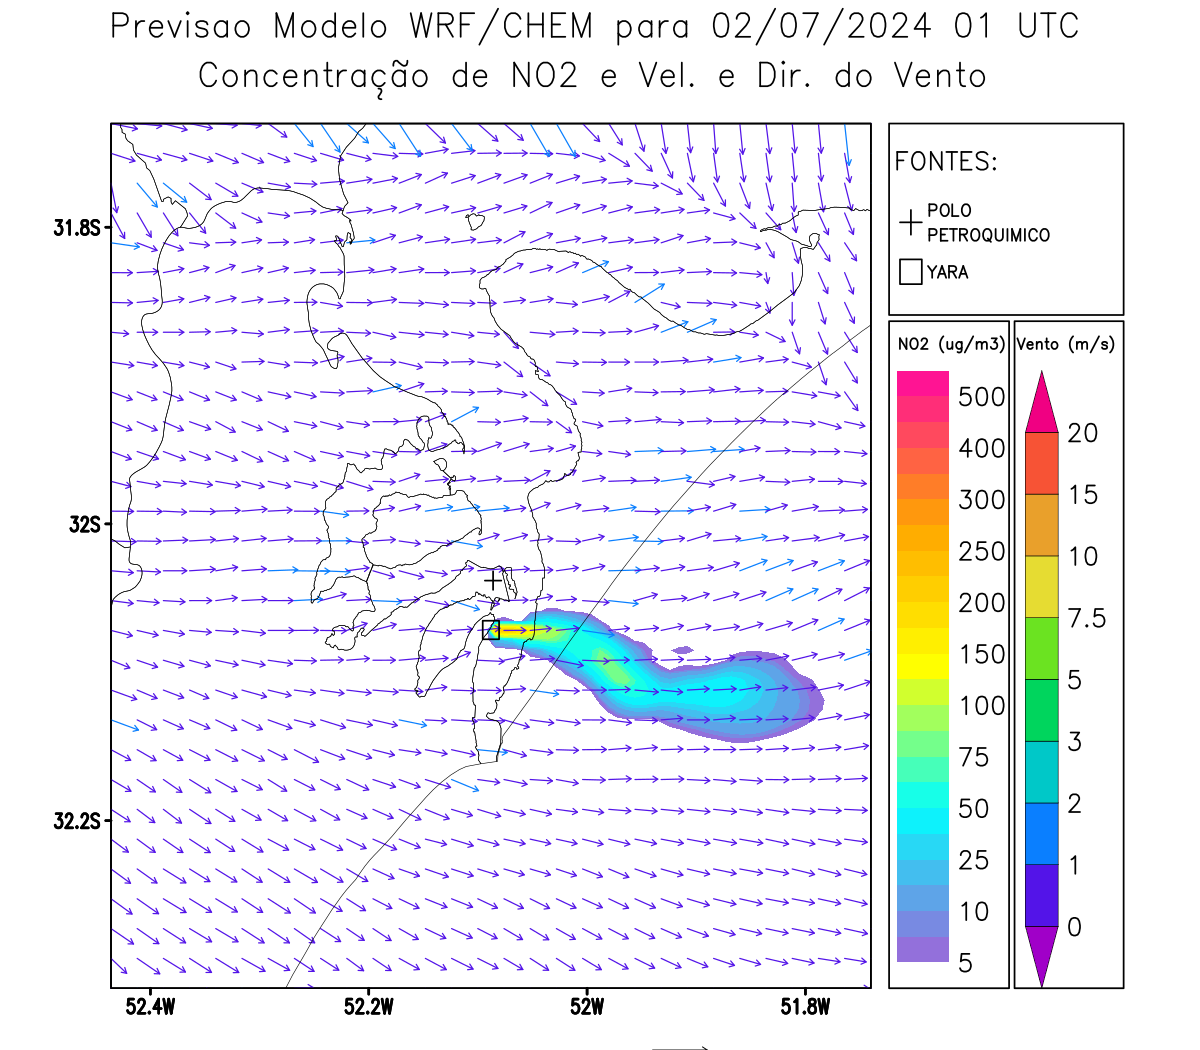 Previsao Modelo WRF/CHEM para 02/07/2024 01 UTC
Concentração de NO2 e Vel. e Dir. do Vento
FONTES:
POLO
PETROQUIMICO
YARA
31.8S
32S
32.2S
52.4W
52.2W
52W
51.8W
NO2 (ug/m3)
500
400
300
250
200
150
100
75
50
25
10
5
Vento (m/s)
20
15
10
7.5
5
3
2
1
0